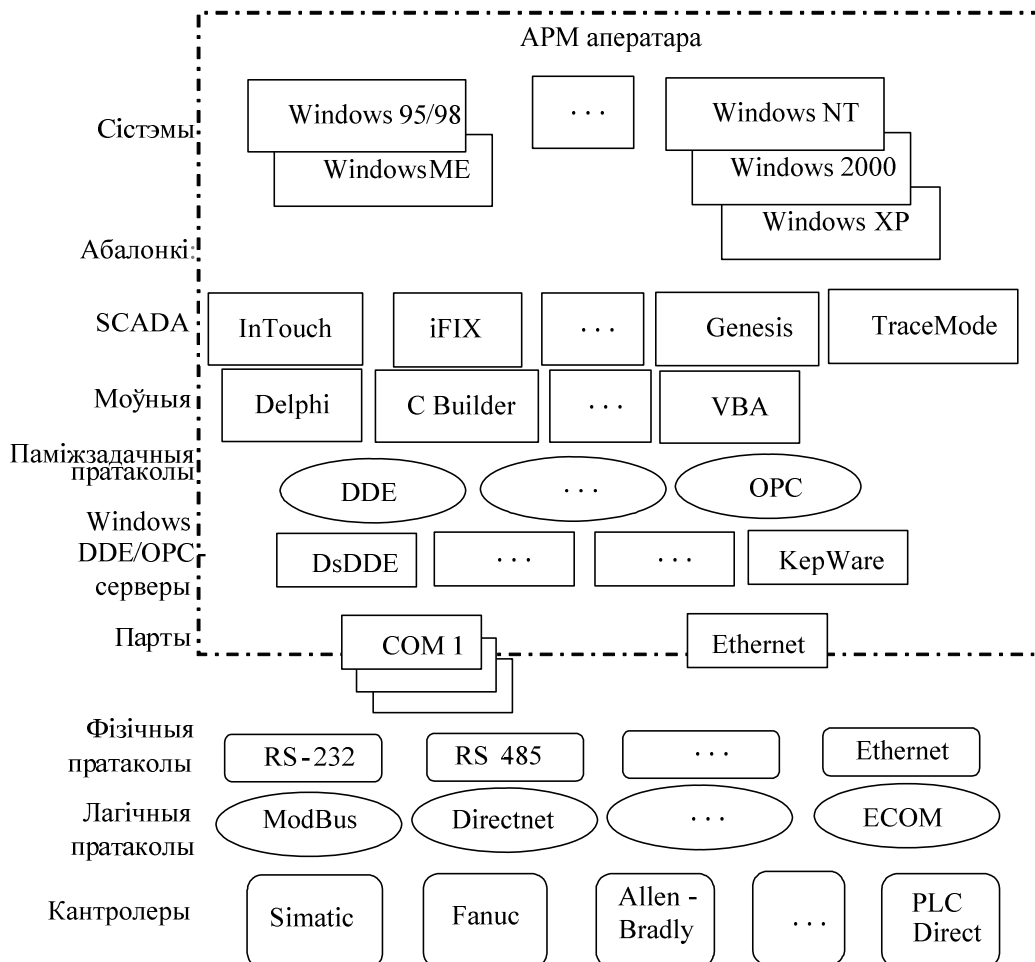 АРМ аператара
Сістэмы
Windows 95/98
. . .
Windows NT
WindowsME
Windows 2000
Windows XP
Абалонкі:
SCADA
InTouch
iFIX
. . .
Genesis
TraceMode
Моўныя
Delphi
C Builder
. . .
VBA
Паміжзадачныя
пратаколы
DDE
. . .
OPC
Windows
DDE/OPC-
серверы
DsDDE
. . .
. . .
KepWare
Парты
COM 1
Ethernet
Фізічныя
пратаколы
RS-232
RS 485
. . .
Ethernet
Лагічныя
пратаколы
ModBus
Directnet
. . .
ECOM
Кантролеры
Simatic
Fanuc
Allen -
Bradly
. . .
PLC
Direct